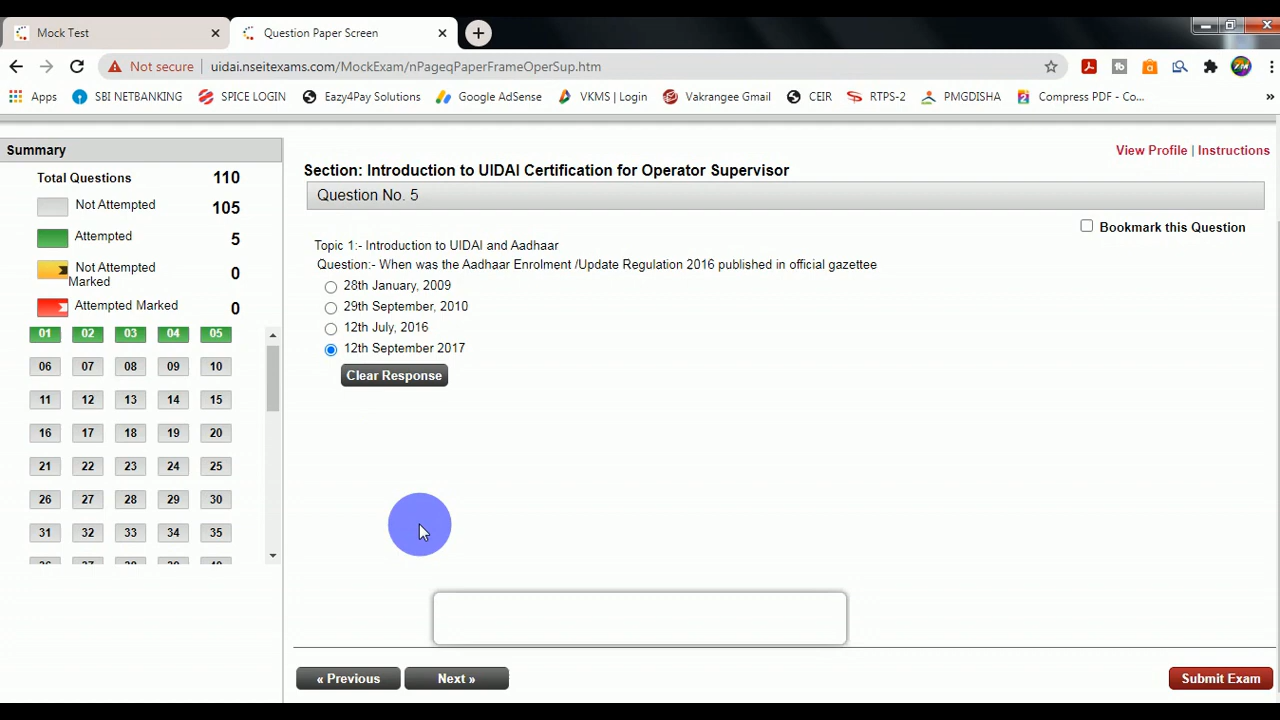 Mock Test
Question Paper Screen
Not secure uidai.nseitexams.com/MockExam/nPageqPaperFrameOperSup.htm
Apps SBI NETBANKING SPICE LOGIN Eazy4Pay Solutions Google AdSense VKMS | Login Vakrangee Gmail CEIR RTPS-2 PMGDISHA Compress PDF - Co... »
Summary
Total Questions 110
Not Attempted 105
Attempted 5
Not Attempted Marked 0
Attempted Marked 0
01 02 03 04 05
06 07 08 09 10
11 12 13 14 15
16 17 18 19 20
21 22 23 24 25
26 27 28 29 30
31 32 33 34 35
View Profile | Instructions
Section: Introduction to UIDAI Certification for Operator Supervisor
Question No. 5
Bookmark this Question
Topic 1:- Introduction to UIDAI and Aadhaar
Question:- When was the Aadhaar Enrolment /Update Regulation 2016 published in official gazettee
28th January, 2009
29th September, 2010
12th July, 2016
12th September 2017
Clear Response
« Previous Next » Submit Exam